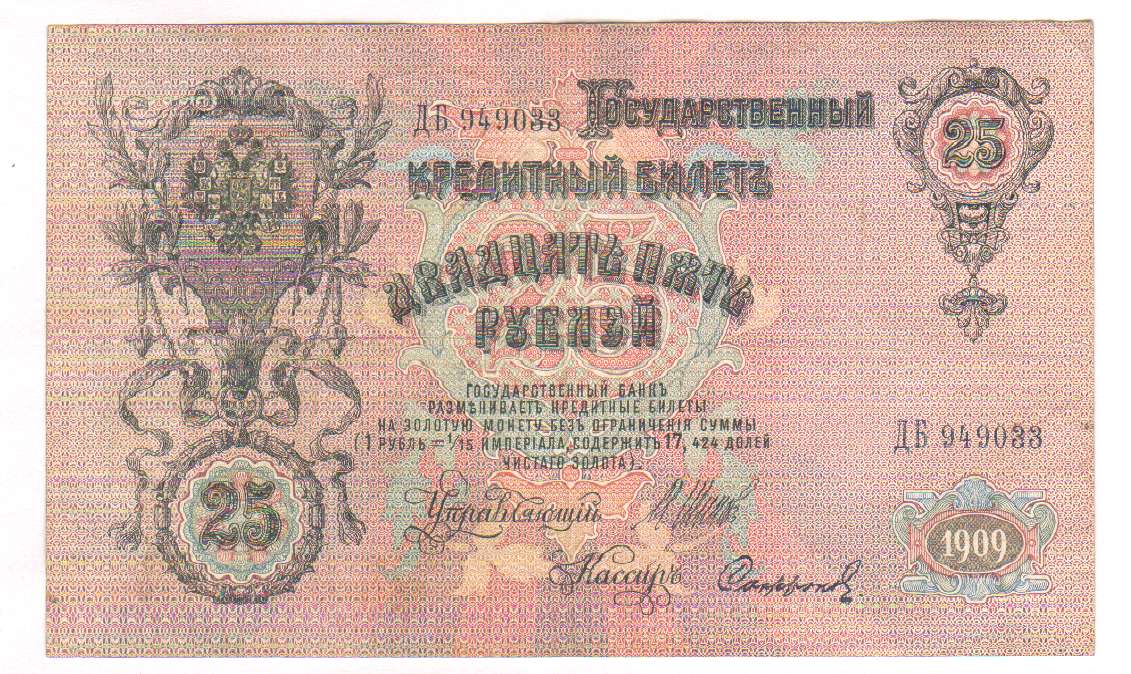 ДБ 949033 Государственный
25
Кредитный Билетъ
Двадцать Пять
Рублей
Государственный Банкъ
размѣниваетъ кредитные билеты
на золотую монету безъ ограниченія суммы
(1 рубль = 1/15 имперіала, содержитъ 17,424 долей
чистаго золота).
ДБ 949033
25
Управляющій
Кассиръ
1909